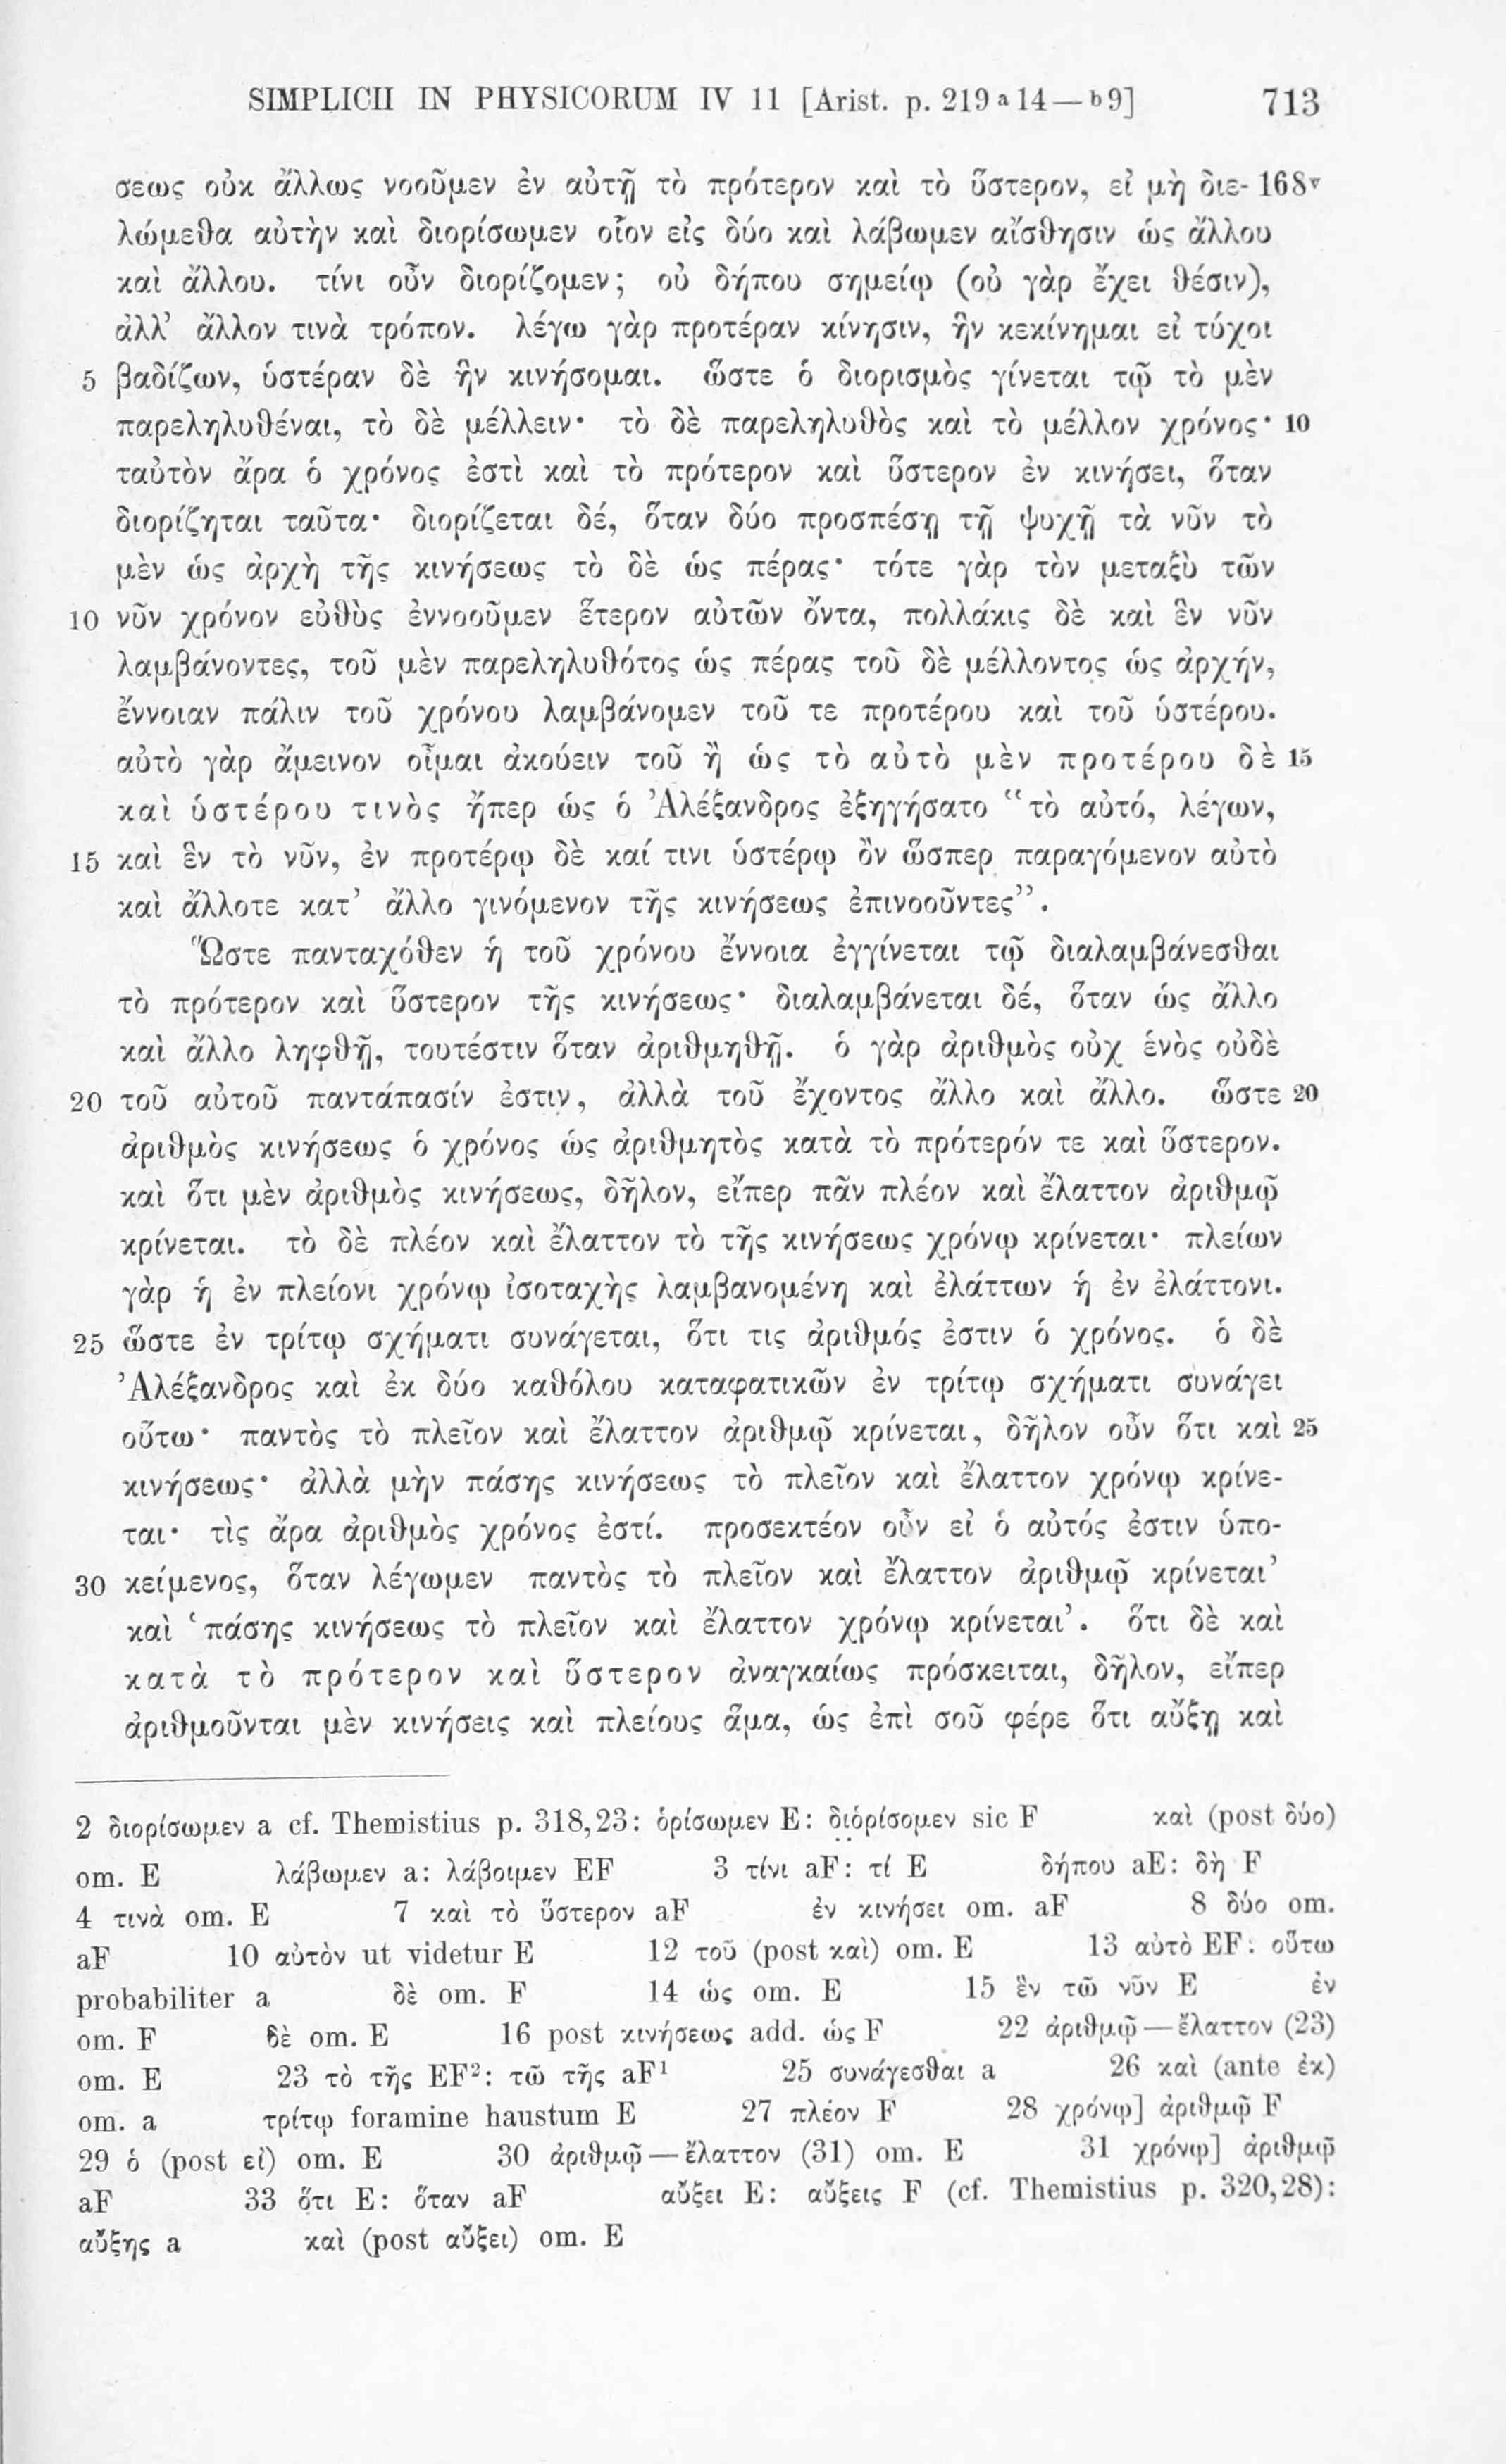 SIMPLICII IN PHYSICORUM IV 11 [Arist. p. 219 a 14 — b 9] 713
σεως οὐκ ἄλλως νοοῦμεν ἐν αὐτῇ τὸ πρότερον καὶ τὸ ὕστερον, εἰ μὴ διε- 168v
λώμεθα αὐτὴν καὶ διορίσωμεν οἷον εἰς δύο καὶ λάβωμεν αἴσθησιν ὡς ἄλλου
καὶ ἄλλου. τίνι οὖν διορίζομεν; οὐ δήπου σημείῳ (οὐ γὰρ ἔχει θέσιν),
ἀλλ’ ἄλλον τινὰ τρόπον. λέγω γὰρ προτέραν κίνησιν, ἣν κεκίνημαι εἰ τύχοι
5 βαδίζων, ὑστέραν δὲ ἣν κινήσομαι. ὥστε ὁ διορισμὸς γίνεται τῷ τὸ μὲν
παρεληλυθέναι, τὸ δὲ μέλλειν· τὸ δὲ παρεληλυθὸς καὶ τὸ μέλλον χρόνος· 10
ταὐτὸν ἄρα ὁ χρόνος ἐστὶ καὶ τὸ πρότερον καὶ ὕστερον ἐν κινήσει, ὅταν
διορίζηται ταῦτα· διορίζεται δέ, ὅταν δύο προσπέσῃ τῇ ψυχῇ τὰ νῦν τὸ
μὲν ὡς ἀρχὴ τῆς κινήσεως τὸ δὲ ὡς πέρας· τότε γὰρ τὸν μεταξὺ τῶν
10 νῦν χρόνον εὐθὺς ἐννοοῦμεν ἕτερον αὐτῶν ὄντα, πολλάκις δὲ καὶ ἓν νῦν
λαμβάνοντες, τοῦ μὲν παρεληλυθότος ὡς πέρας τοῦ δὲ μέλλοντος ὡς ἀρχήν,
ἔννοιαν πάλιν τοῦ χρόνου λαμβάνομεν τοῦ τε προτέρου καὶ τοῦ ὑστέρου.
αὐτὸ γὰρ ἄμεινον οἶμαι ἀκούειν τοῦ ἢ ὡς τὸ αὐτὸ μὲν προτέρου δὲ 15
καὶ ὑστέρου τινὸς ἤπερ ὡς ὁ Ἀλέξανδρος ἐξηγήσατο “τὸ αὐτό, λέγων,
15 καὶ ἓν τὸ νῦν, ἐν προτέρῳ δὲ καί τινι ὑστέρῳ ὂν ὥσπερ παραγόμενον αὐτὸ
καὶ ἄλλοτε κατ’ ἄλλο γινόμενον τῆς κινήσεως ἐπινοοῦντες”.
Ὥστε πανταχόθεν ἡ τοῦ χρόνου ἔννοια ἐγγίνεται τῷ διαλαμβάνεσθαι
τὸ πρότερον καὶ ὕστερον τῆς κινήσεως· διαλαμβάνεται δέ, ὅταν ὡς ἄλλο
καὶ ἄλλο ληφθῇ, τουτέστιν ὅταν ἀριθμηθῇ. ὁ γὰρ ἀριθμὸς οὐχ ἑνὸς οὐδὲ
20 τοῦ αὐτοῦ παντάπασίν ἐστιν, ἀλλὰ τοῦ ἔχοντος ἄλλο καὶ ἄλλο. ὥστε 20
ἀριθμὸς κινήσεως ὁ χρόνος ὡς ἀριθμητὸς κατὰ τὸ πρότερόν τε καὶ ὕστερον.
καὶ ὅτι μὲν ἀριθμὸς κινήσεως, δῆλον, εἴπερ πᾶν πλέον καὶ ἔλαττον ἀριθμῷ
κρίνεται. τὸ δὲ πλέον καὶ ἔλαττον τὸ τῆς κινήσεως χρόνῳ κρίνεται· πλείων
γὰρ ἡ ἐν πλείονι χρόνῳ ἰσοταχὴς λαμβανομένη καὶ ἐλάττων ἡ ἐν ἐλάττονι.
25 ὥστε ἐν τρίτῳ σχήματι συνάγεται, ὅτι τις ἀριθμός ἐστιν ὁ χρόνος. ὁ δὲ
Ἀλέξανδρος καὶ ἐκ δύο καθόλου καταφατικῶν ἐν τρίτῳ σχήματι συνάγει
οὕτω· παντὸς τὸ πλεῖον καὶ ἔλαττον ἀριθμῷ κρίνεται, δῆλον οὖν ὅτι καὶ 25
κινήσεως· ἀλλὰ μὴν πάσης κινήσεως τὸ πλεῖον καὶ ἔλαττον χρόνῳ κρίνε-
ται· τὶς ἄρα ἀριθμὸς χρόνος ἐστί. προσεκτέον οὖν εἰ ὁ αὐτός ἐστιν ὑπο-
30 κείμενος, ὅταν λέγωμεν παντὸς τὸ πλεῖον καὶ ἔλαττον ἀριθμῷ κρίνεται’
καὶ ‘πάσης κινήσεως τὸ πλεῖον καὶ ἔλαττον χρόνῳ κρίνεται’. ὅτι δὲ καὶ
κατὰ τὸ πρότερον καὶ ὕστερον ἀναγκαίως πρόσκειται, δῆλον, εἴπερ
ἀριθμοῦνται μὲν κινήσεις καὶ πλείους ἅμα, ὡς ἐπὶ σοῦ φέρε ὅτι αὔξῃ καὶ
2 διορίσωμεν a cf. Themistius p. 318,23: ὁρίσωμεν E: διόρίσομεν sic F καὶ (post δύο)
om. E λάβωμεν a: λάβοιμεν EF 3 τίνι aF: τί E δήπου aE: δὴ F
4 τινὰ om. E 7 καὶ τὸ ὕστερον aF ἐν κινήσει om. aF 8 δύο om.
aF 10 αὐτὸν ut videtur E 12 τοῦ (post καὶ) om. E 13 αὐτὸ EF: οὕτω
probabiliter a δὲ om. F 14 ὡς om. E 15 ἓν τῶ νῦν E ἐν
om. F δὲ om. E 16 post κινήσεως add. ὡς F 22 ἀριθμῷ — ἔλαττον (23)
om. E 23 τὸ τῆς EF²: τῶ τῆς aF¹ 25 συνάγεσθαι a 26 καὶ (ante ἐκ)
om. a τρίτῳ foramine haustum E 27 πλέον F 28 χρόνῳ] ἀριθμῷ F
29 ὁ (post εἰ) om. E 30 ἀριθμῷ — ἔλαττον (31) om. E 31 χρόνῳ] ἀριθμῷ
aF 33 ὅτι E: ὅταν aF αὔξει E: αὔξεις F (cf. Themistius p. 320,28):
αὔξης a καὶ (post αὔξει) om. E